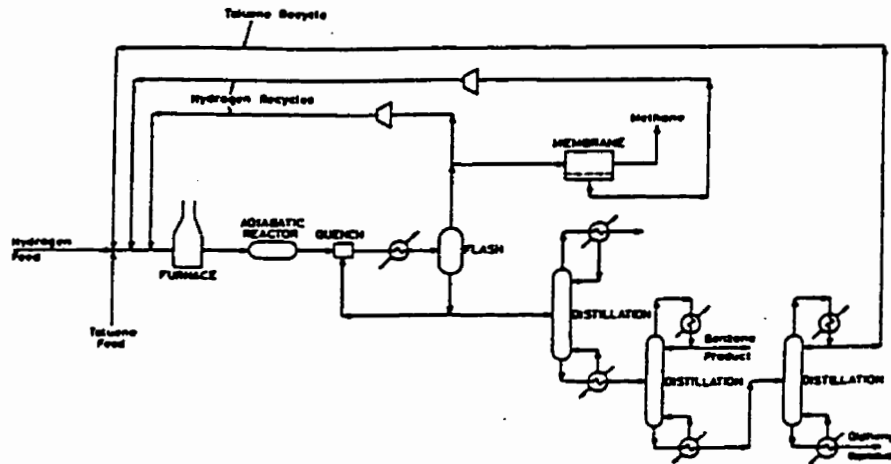 Toluene Recycle
Hydrogen Recycles
Methane
MEMBRANE
ADIABATIC
REACTOR
QUENCH
FLASH
Hydrogen
Feed
FURNACE
DISTILLATION
Toluene
Feed
Benzene
Product
DISTILLATION
DISTILLATION